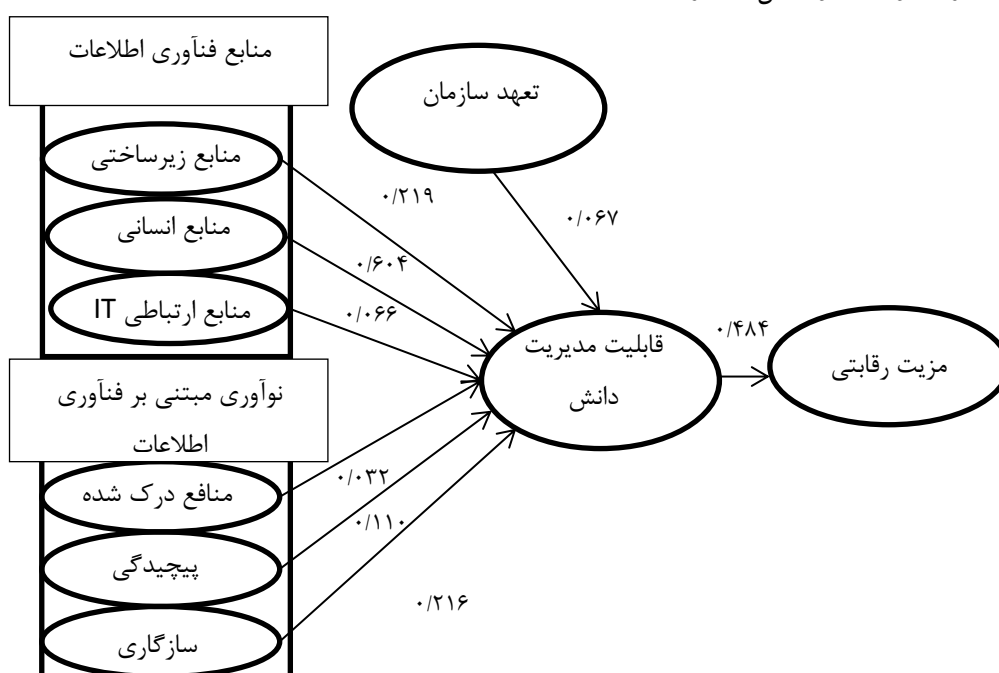 منابع فنآوری اطلاعات
تعهد سازمان
منابع زیرساختی
۰/۲۱۹
۰/۰۶۷
منابع انسانی
۰/۶۰۴
منابع ارتباطی IT
۰/۰۶۶
قابلیت مدیریت
دانش
۰/۴۸۴
مزیت رقابتی
نوآوری مبتنی بر فنآوری
اطلاعات
منافع درک شده
۰/۰۳۲
۰/۱۱۰
پیچیدگی
۰/۲۱۶
سازگاری